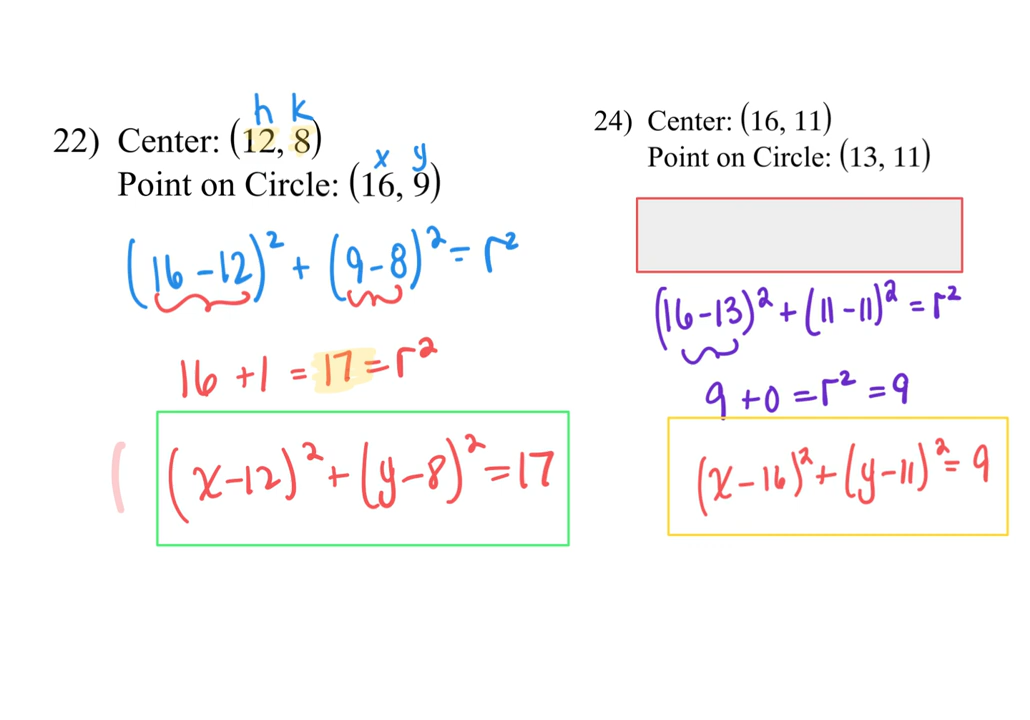 h k
22) Center: (12, 8)
x y
Point on Circle: (16, 9)
(16-12)² + (9-8)² = r²
16 + 1 = 17 = r²
(
(x-12)² + (y-8)² = 17
24) Center: (16, 11)
Point on Circle: (13, 11)
(16-13)² + (11-11)² = r²
9 + 0 = r² = 9
(x-16)² + (y-11)² = 9